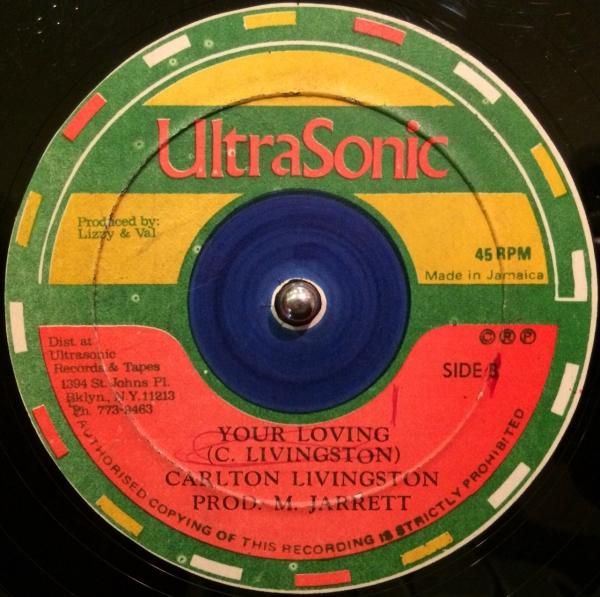 UltraSonic
Produced by:
Lizzy & Val
45 RPM
Made in Jamaica
Dist. at
Ultrasonic
Records & Tapes
1394 St. Johns Pl.
Bklyn., N.Y. 11213
Ph. 773-9463
© ® ℗
SIDE B
YOUR LOVING
(C. LIVINGSTON)
CARLTON LIVINGSTON
PROD. M. JARRETT
AUTHORISED COPYING OF THIS RECORDING IS STRICTLY PROHIBITED